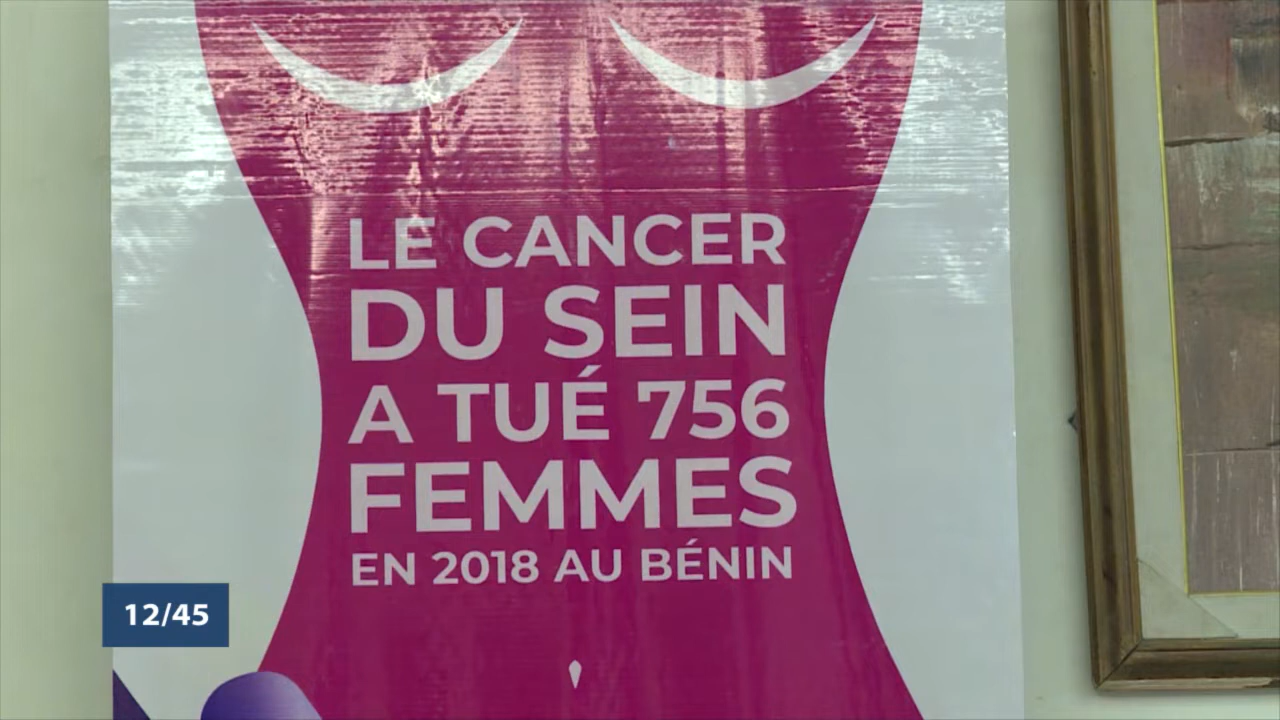 LE CANCER
DU SEIN
A TUÉ 756
FEMMES
EN 2018 AU BÉNIN
12/45